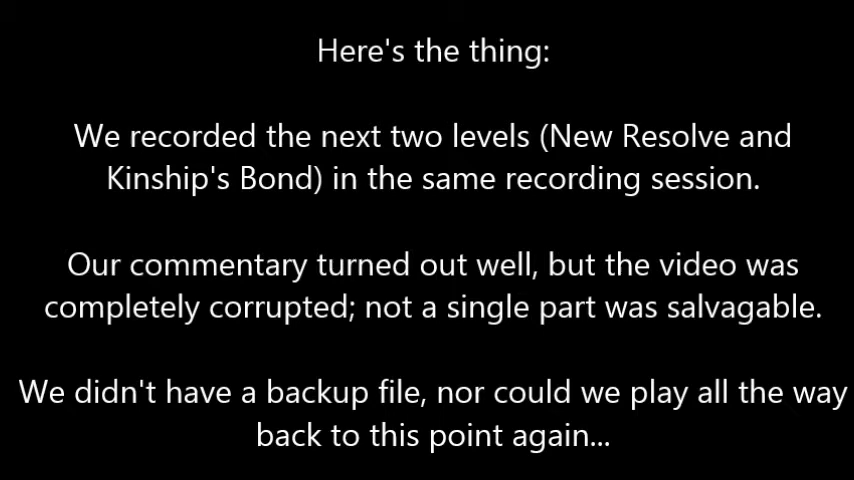 Here's the thing:
We recorded the next two levels (New Resolve and
Kinship's Bond) in the same recording session.
Our commentary turned out well, but the video was
completely corrupted; not a single part was salvagable.
We didn't have a backup file, nor could we play all the way
back to this point again...